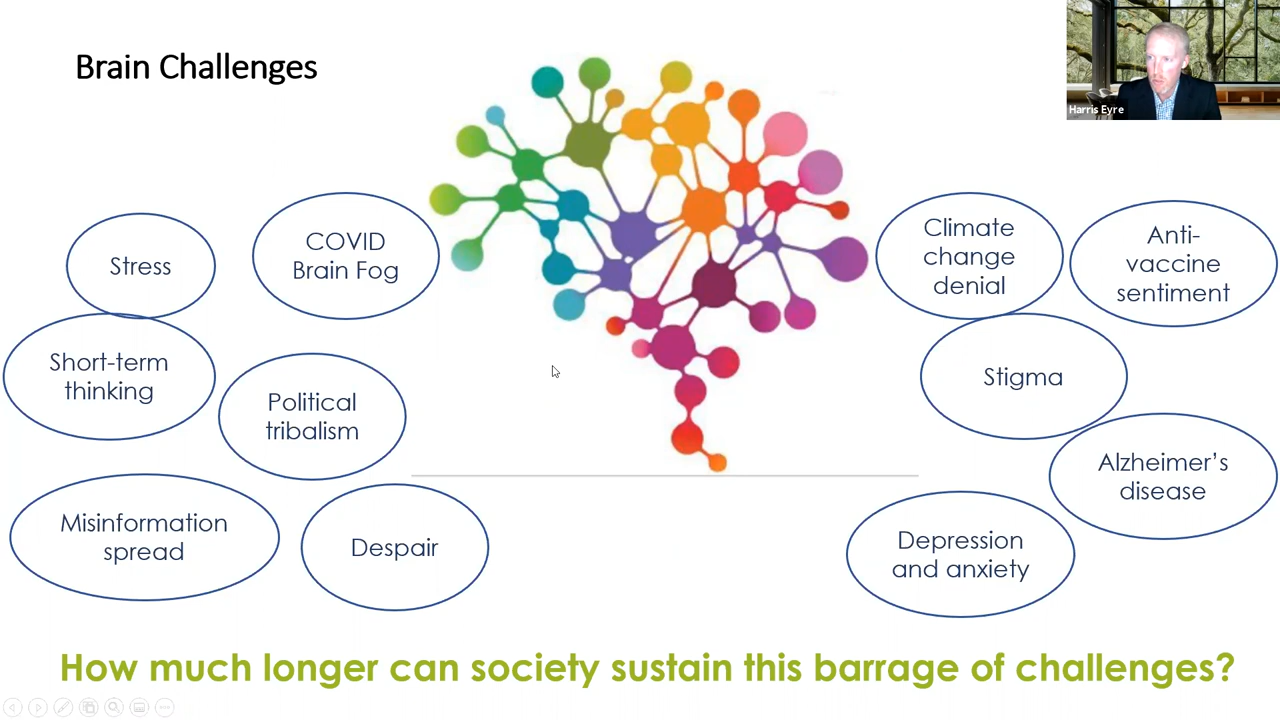 Brain Challenges
Harris Eyre
Stress
COVID
Brain Fog
Short-term
thinking
Political
tribalism
Misinformation
spread
Despair
Climate
change
denial
Anti-
vaccine
sentiment
Stigma
Alzheimer’s
disease
Depression
and anxiety
How much longer can society sustain this barrage of challenges?